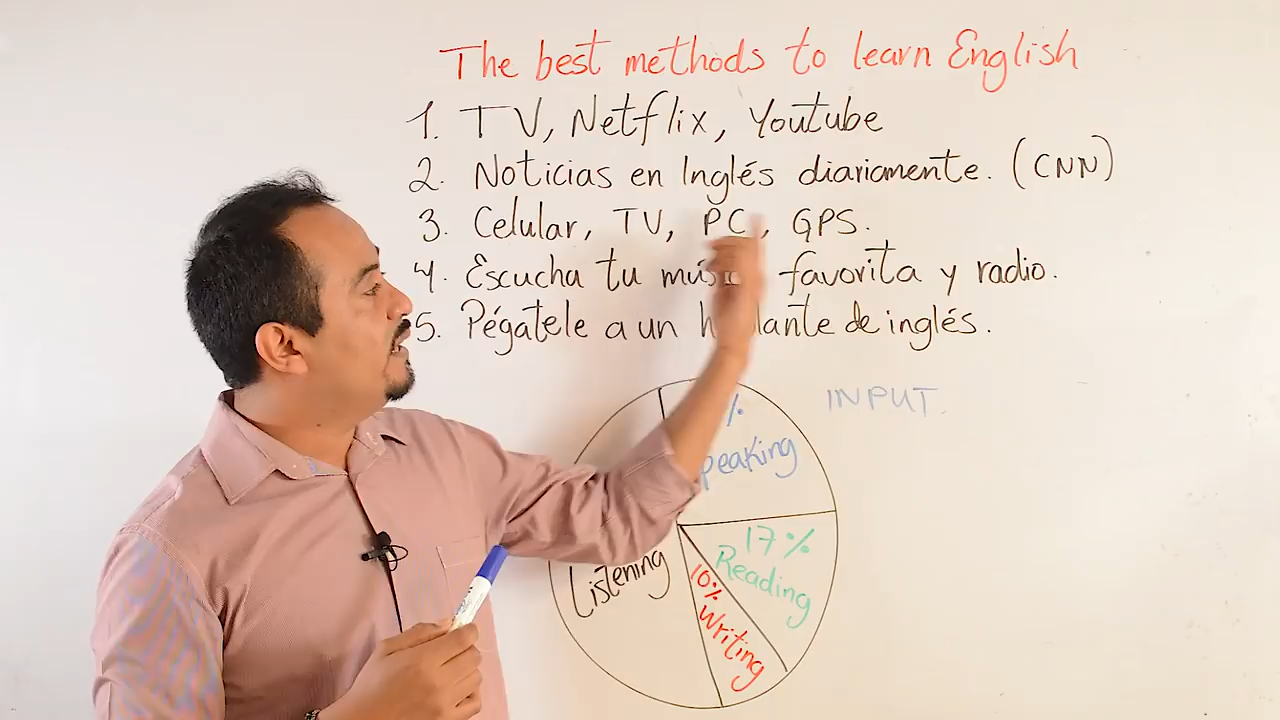 The best methods to learn English
1. TV, Netflix, Youtube
2. Noticias en Inglés diariamente. (CNN)
3. Celular, TV, PC, GPS.
4. Escucha tu favorita y radio.
5. Pégatele a un de inglés.
INPUT.
%
17%
Reading
10%
Writing
Listening